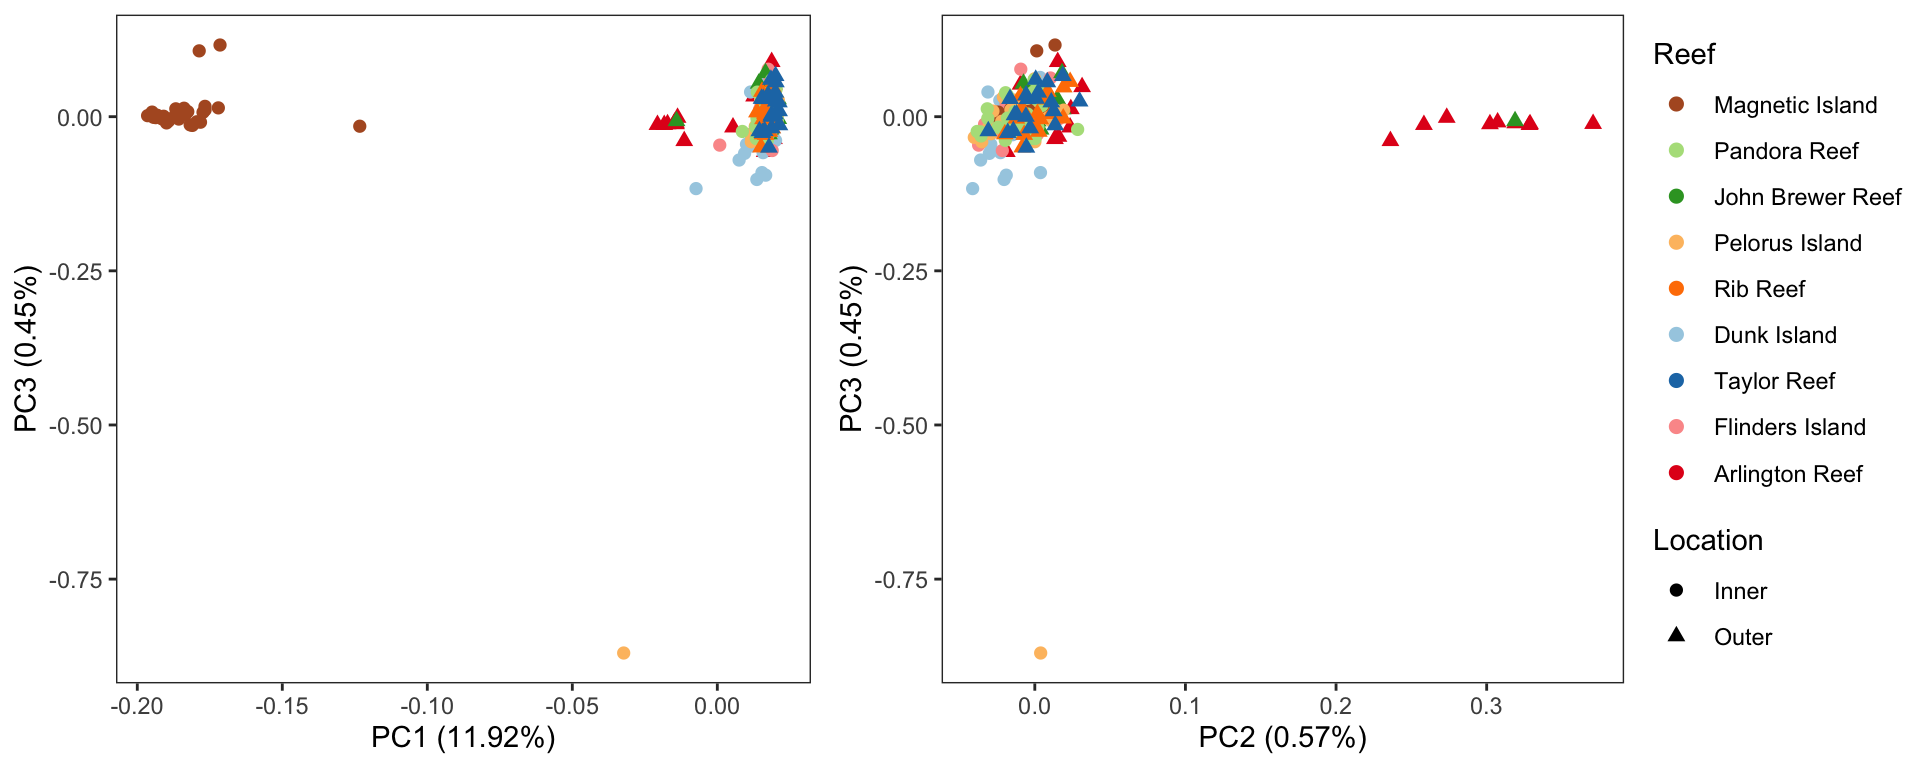 0.00
-0.25
-0.50
-0.75
PC3 (0.45%)
-0.20
-0.15
-0.10
-0.05
0.00
PC1 (11.92%)
0.00
-0.25
-0.50
-0.75
PC3 (0.45%)
0.0
0.1
0.2
0.3
PC2 (0.57%)
Reef
Magnetic Island
Pandora Reef
John Brewer Reef
Pelorus Island
Rib Reef
Dunk Island
Taylor Reef
Flinders Island
Arlington Reef
Location
Inner
Outer